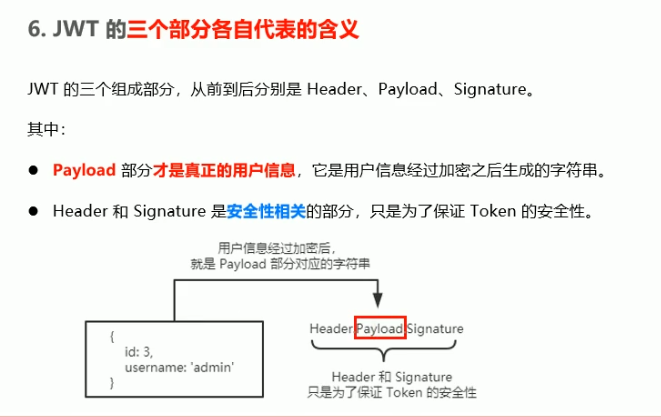 6. JWT 的三个部分各自代表的含义
JWT 的三个组成部分，从前到后分别是 Header、Payload、Signature。
其中：
● Payload 部分才是真正的用户信息，它是用户信息经过加密之后生成的字符串。
● Header 和 Signature 是安全性相关的部分，只是为了保证 Token 的安全性。
用户信息经过加密后，
就是 Payload 部分对应的字符串
{
id: 3,
username: 'admin'
}
Header.Payload.Signature
Header 和 Signature
只是为了保证 Token 的安全性